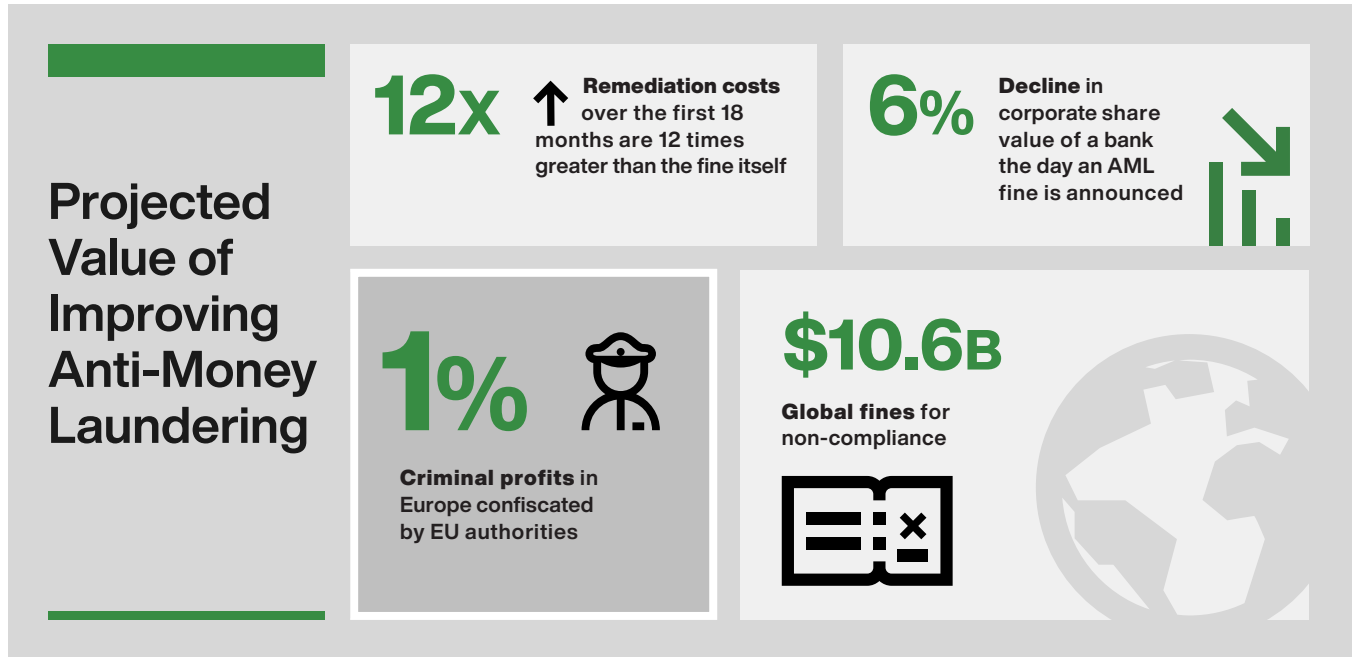 Projected
Value of
Improving
Anti-Money
Laundering
12x
Remediation costs
over the first 18
months are 12 times
greater than the fine itself
6%
Decline in
corporate share
value of a bank
the day an AML
fine is announced
1%
Criminal profits in
Europe confiscated
by EU authorities
$10.6B
Global fines for
non-compliance